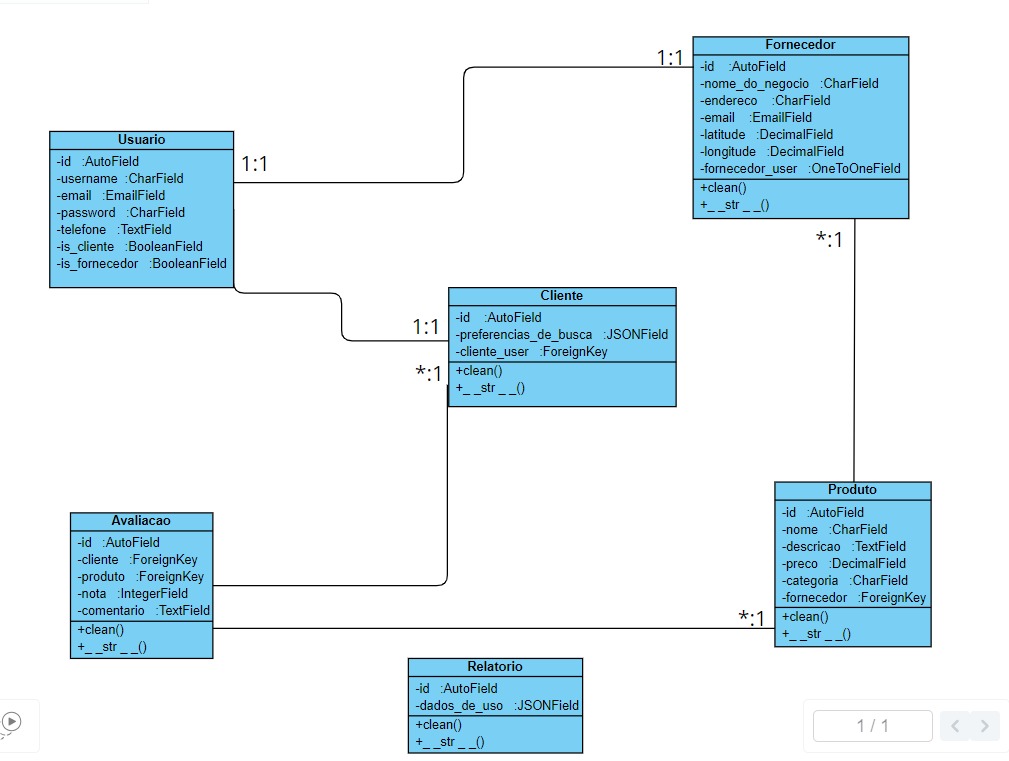 Fornecedor
-id :AutoField
-nome_do_negocio :CharField
-endereco :CharField
-email :EmailField
-latitude :DecimalField
-longitude :DecimalField
-fornecedor_user :OneToOneField
+clean()
+_ _str _ _()
1:1
Usuario
-id :AutoField
-username :CharField
-email :EmailField
-password :CharField
-telefone :TextField
-is_cliente :BooleanField
-is_fornecedor :BooleanField
1:1
*:1
Cliente
-id :AutoField
-preferencias_de_busca :JSONField
-cliente_user :ForeignKey
+clean()
+_ _str _ _()
1:1
*:1
Produto
-id :AutoField
-nome :CharField
-descricao :TextField
-preco :DecimalField
-categoria :CharField
-fornecedor :ForeignKey
+clean()
+_ _str _ _()
Avaliacao
-id :AutoField
-cliente :ForeignKey
-produto :ForeignKey
-nota :IntegerField
-comentario :TextField
+clean()
+_ _str _ _()
*:1
Relatorio
-id :AutoField
-dados_de_uso :JSONField
+clean()
+_ _str _ _()
1 / 1